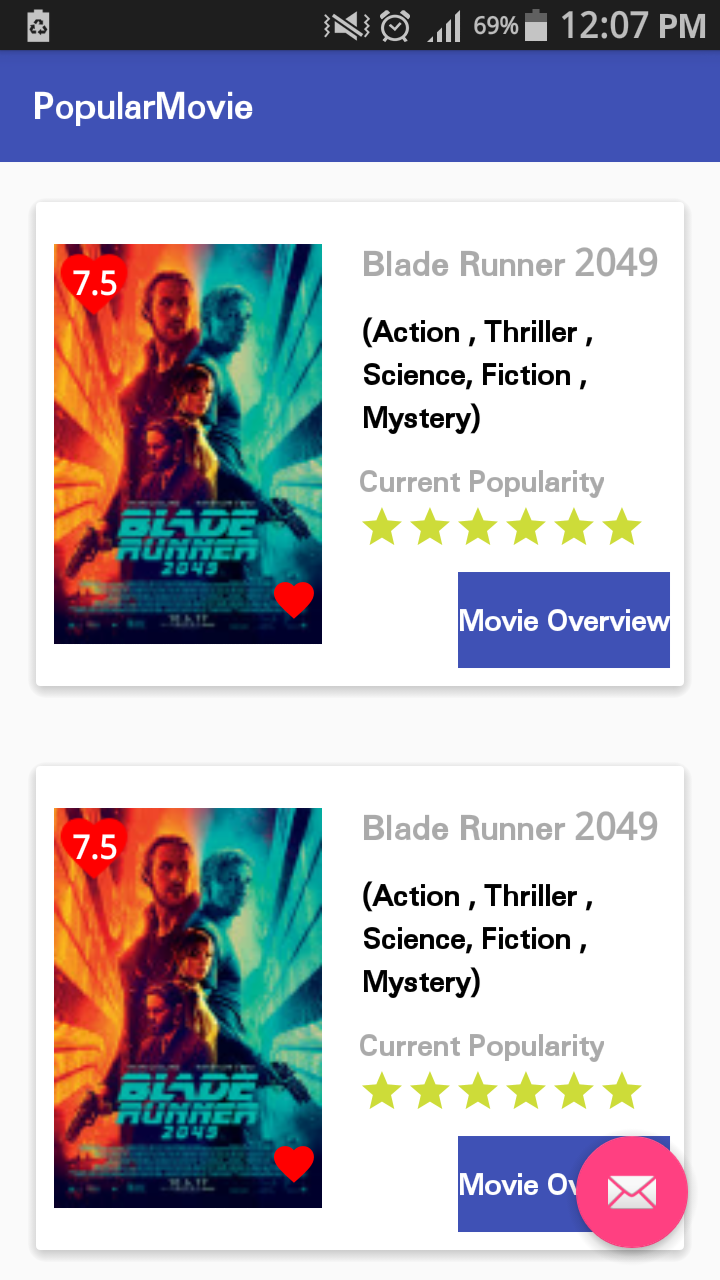 69% 12:07 PM
PopularMovie
7.5
Blade Runner 2049
(Action , Thriller ,
Science, Fiction ,
Mystery)
Current Popularity
BLADE
RUNNER
2049
Movie Overview
7.5
Blade Runner 2049
(Action , Thriller ,
Science, Fiction ,
Mystery)
Current Popularity
BLADE
RUNNER
2049
Movie Ov